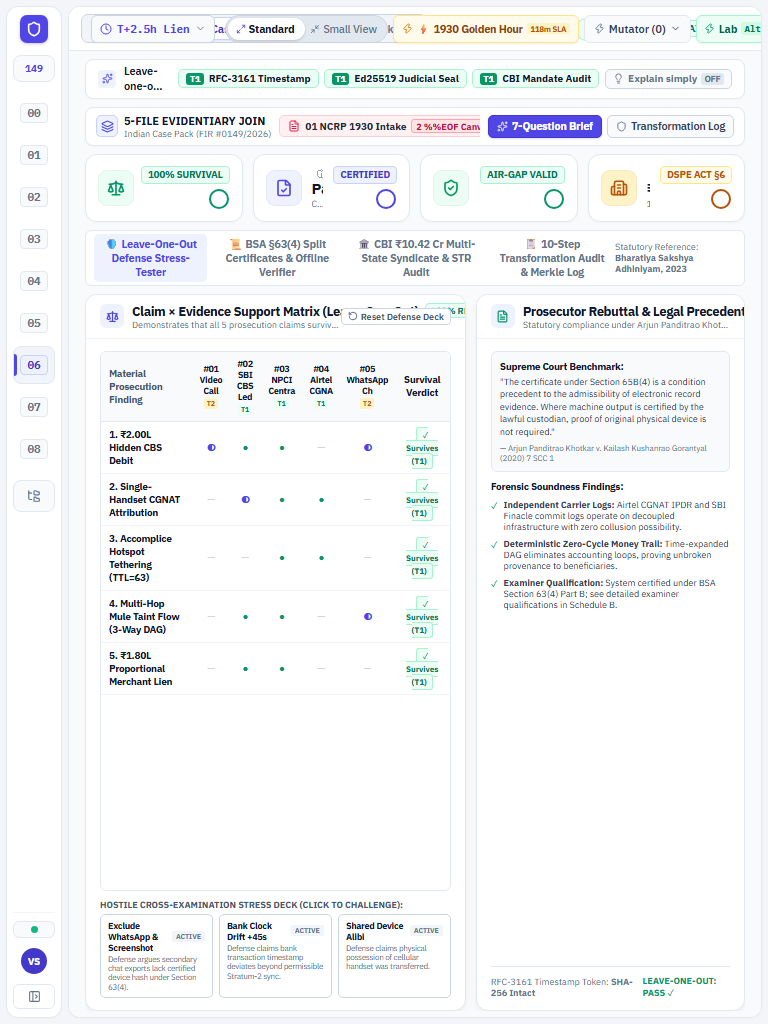 149
00
01
02
03
04
05
06
07
08
VS
T+2.5h Lien
Standard
Small View
1930 Golden Hour 118m SLA
Mutator (0)
Lab Alt
Leave-
one-o...
T1 RFC-3161 Timestamp
T1 Ed25519 Judicial Seal
T1 CBI Mandate Audit
Explain simply OFF
5-FILE EVIDENTIARY JOIN
Indian Case Pack (FIR #0149/2026)
01 NCRP 1930 Intake 2 %%EOF Canv
7-Question Brief
Transformation Log
100% SURVIVAL
CERTIFIED
AIR-GAP VALID
DSPE ACT §6
Leave-One-Out
Defense Stress-
Tester
BSA §63(4) Split
Certificates & Offline
Verifier
CBI ₹10.42 Cr Multi-
State Syndicate & STR
Audit
10-Step
Transformation Audit
& Merkle Log
Statutory Reference:
Bharatiya Sakshya
Adhiniyam, 2023
Claim × Evidence Support Matrix
Demonstrates that all 5 prosecution claims surviv...
Reset Defense Deck
Material
Prosecution
Finding
#01
Video
Call
T2
#02
SBI
CBS
Led
T1
#03
NPCI
Centra
T1
#04
Airtel
CGNA
T1
#05
WhatsApp
Ch
T2
Survival
Verdict
1. ₹2.00L
Hidden CBS
Debit
◐ ● ● — ◐
✓
Survives
(T1)
2. Single-
Handset CGNAT
Attribution
— ◐ ● ● —
✓
Survives
(T1)
3. Accomplice
Hotspot
Tethering
(TTL=63)
— — ● ● —
✓
Survives
(T1)
4. Multi-Hop
Mule Taint Flow
(3-Way DAG)
— ● ● — ◐
✓
Survives
(T1)
5. ₹1.80L
Proportional
Merchant Lien
— ● ● — —
✓
Survives
(T1)
HOSTILE CROSS-EXAMINATION STRESS DECK (CLICK TO CHALLENGE):
Exclude
WhatsApp &
Screenshot
ACTIVE
Defense argues secondary
chat exports lack certified
device hash under Section
63(4).
Bank Clock
Drift +45s
ACTIVE
Defense claims bank
transaction timestamp
deviates beyond permissible
Stratum-2 sync.
Shared Device
Alibi
ACTIVE
Defense claims physical
possession of cellular
handset was transferred.
Prosecutor Rebuttal & Legal Precedent
Statutory compliance under Arjun Panditrao Khot...
Supreme Court Benchmark:
"The certificate under Section 65B(4) is a condition
precedent to the admissibility of electronic record
evidence. Where machine output is certified by the
lawful custodian, proof of original physical device is
not required."
— Arjun Panditrao Khotkar v. Kailash Kushanrao Gorantyal
(2020) 7 SCC 1
Forensic Soundness Findings:
✓ Independent Carrier Logs: Airtel CGNAT IPDR and SBI
Finacle commit logs operate on decoupled
infrastructure with zero collusion possibility.
✓ Deterministic Zero-Cycle Money Trail: Time-expanded
DAG eliminates accounting loops, proving unbroken
provenance to beneficiaries.
✓ Examiner Qualification: System certified under BSA
Section 63(4) Part B; see detailed examiner
qualifications in Schedule B.
RFC-3161 Timestamp Token: SHA-
256 Intact
LEAVE-ONE-OUT:
PASS ✓